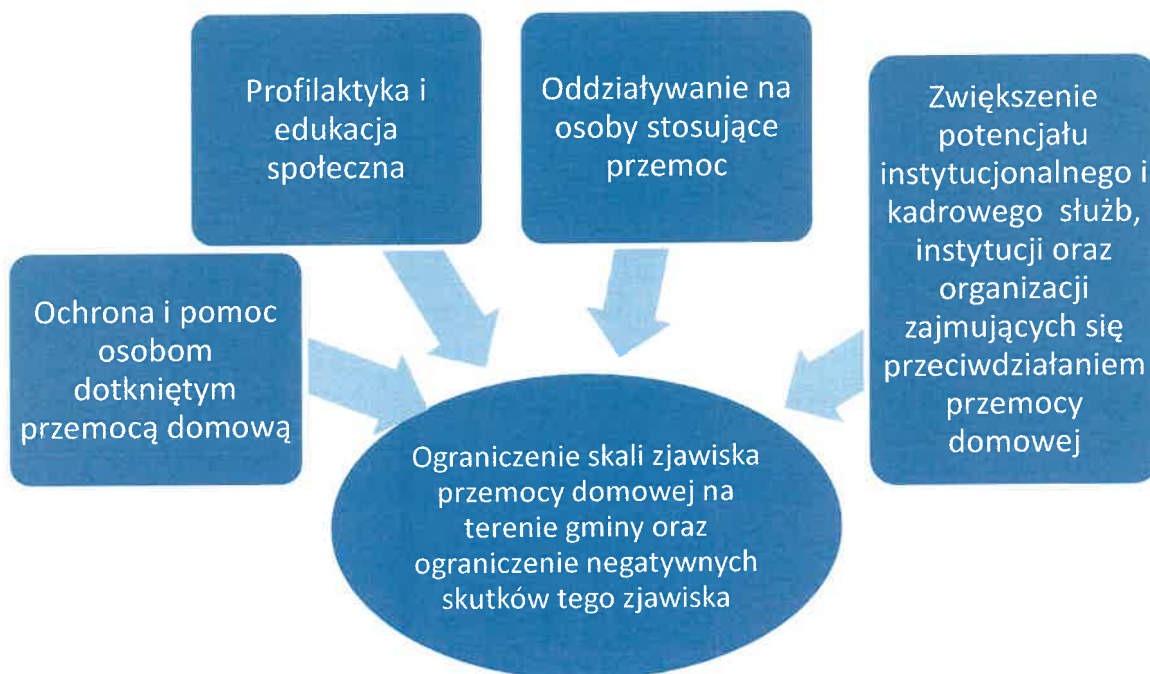 Profilaktyka i
edukacja
społeczna
Oddziaływanie na
osoby stosujące
przemoc
Zwiększenie
potencjału
instytucjonalnego i
kadrowego służb,
instytucji oraz
organizacji
zajmujących się
przeciwdziałaniem
przemocy
domowej
Ochrona i pomoc
osobom
dotkniętym
przemocą domową
Ograniczenie skali zjawiska
przemocy domowej na
terenie gminy oraz
ograniczenie negatywnych
skutków tego zjawiska